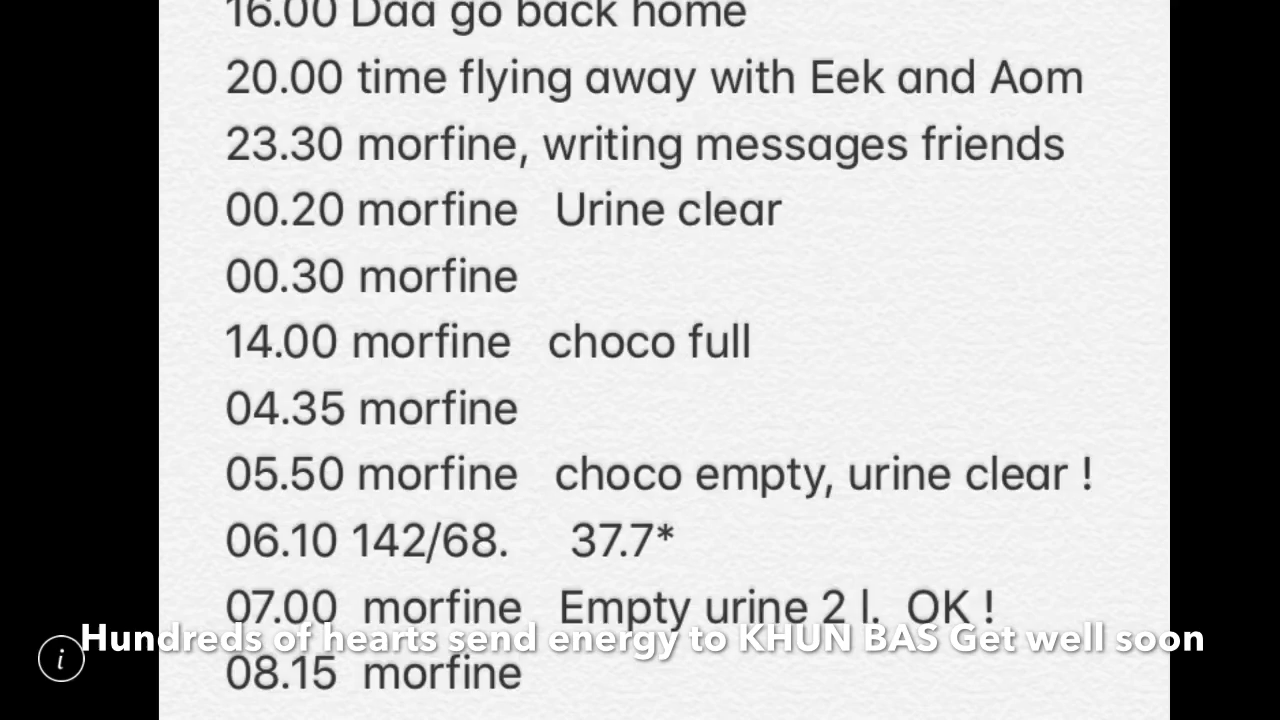 16.00 Daa go back home
20.00 time flying away with Eek and Aom
23.30 morfine, writing messages friends
00.20 morfine   Urine clear
00.30 morfine
14.00 morfine   choco full
04.35 morfine
05.50 morfine   choco empty, urine clear !
06.10 142/68.     37.7*
07.00  morfine   Empty urine 2 l.  OK !
Hundreds of hearts send energy to KHUN BAS Get well soon
i
08.15  morfine